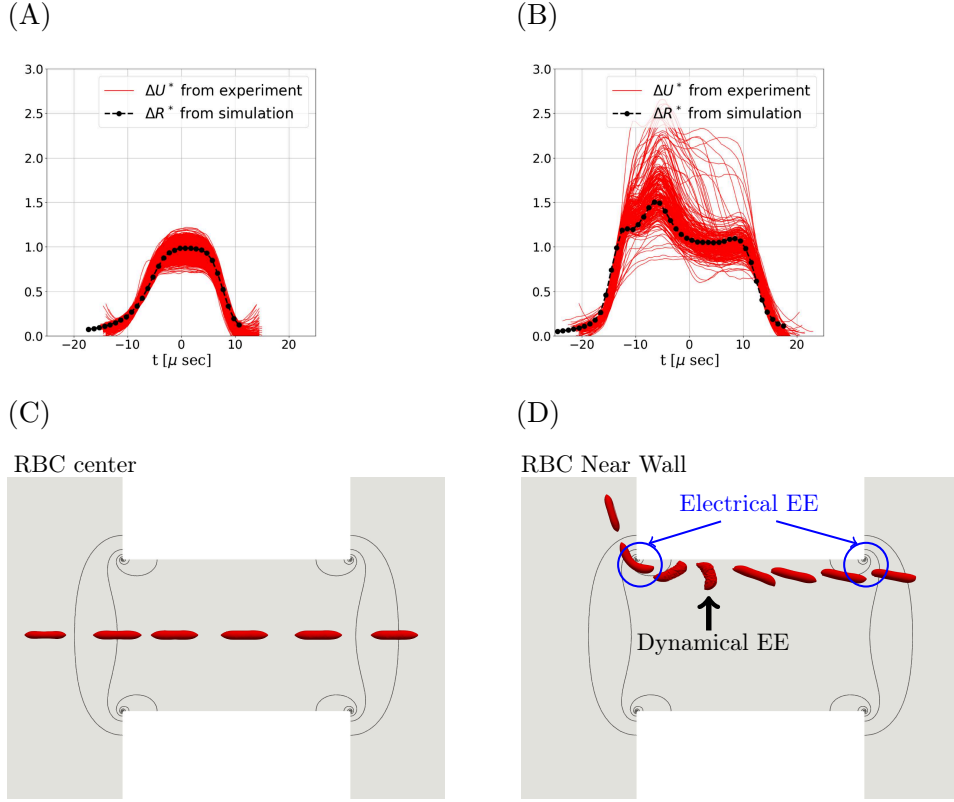 (A)
(B)
3.0
2.5
2.0
1.5
1.0
0.5
0.0
−20
−10
0
10
20
t [μ sec]
ΔU* from experiment
ΔR* from simulation
3.0
2.5
2.0
1.5
1.0
0.5
0.0
−20
−10
0
10
20
t [μ sec]
ΔU* from experiment
ΔR* from simulation
(C)
(D)
RBC center
RBC Near Wall
Electrical EE
Dynamical EE